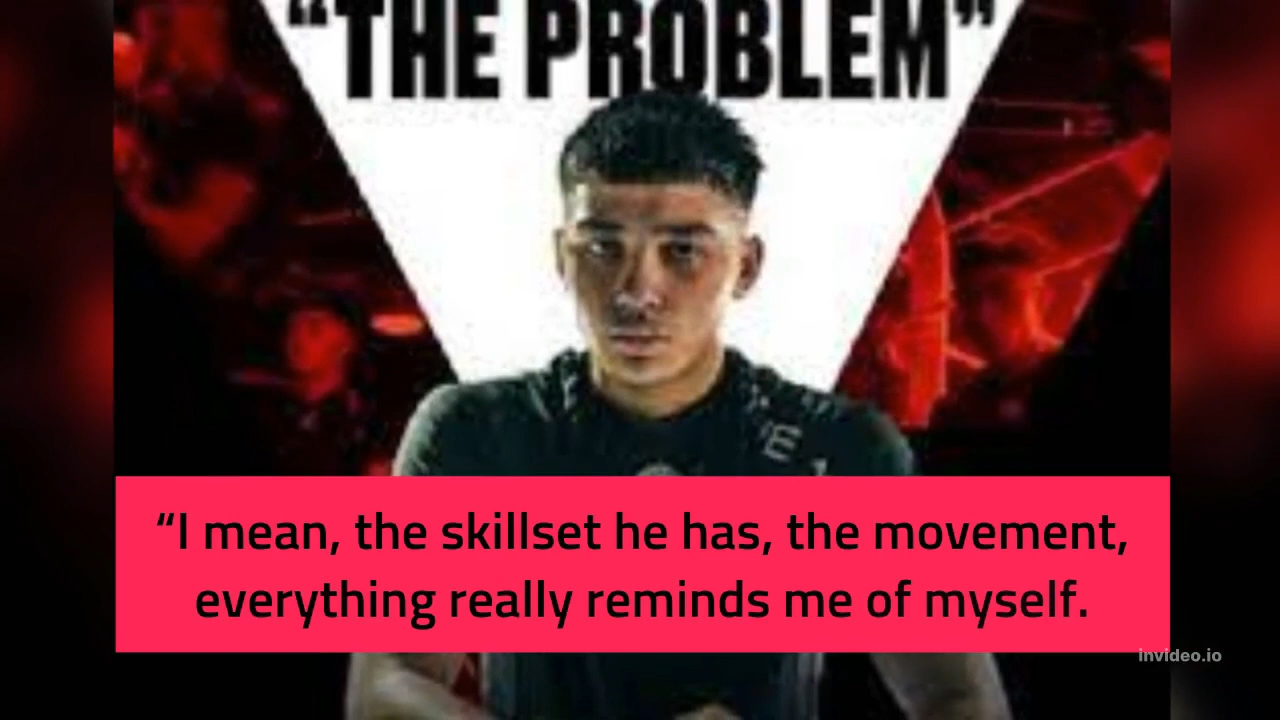 “THE PROBLEM”
“I mean, the skillset he has, the movement,
everything really reminds me of myself.
invideo.io